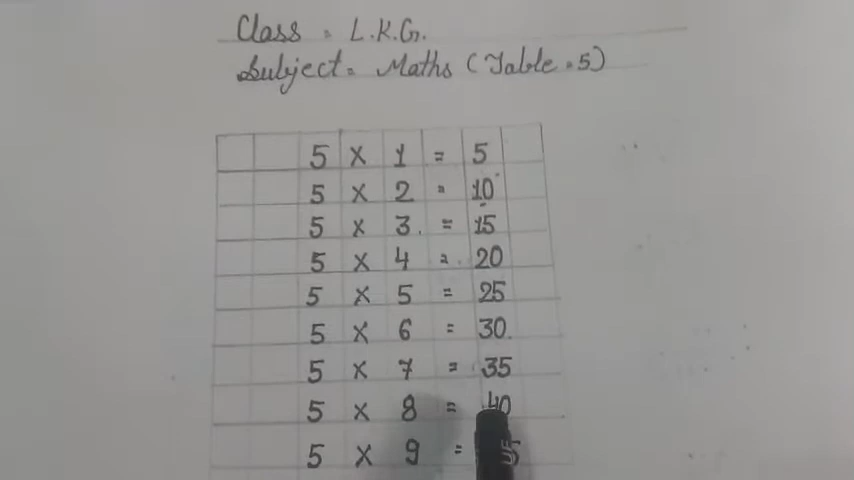 Class = L.K.G.
Subject = Maths (Table = 5)
5 X 1 = 5
5 X 2 = 10
5 X 3 = 15
5 X 4 = 20
5 X 5 = 25
5 X 6 = 30
5 X 7 = 35
5 X 8 = 40
5 X 9 =